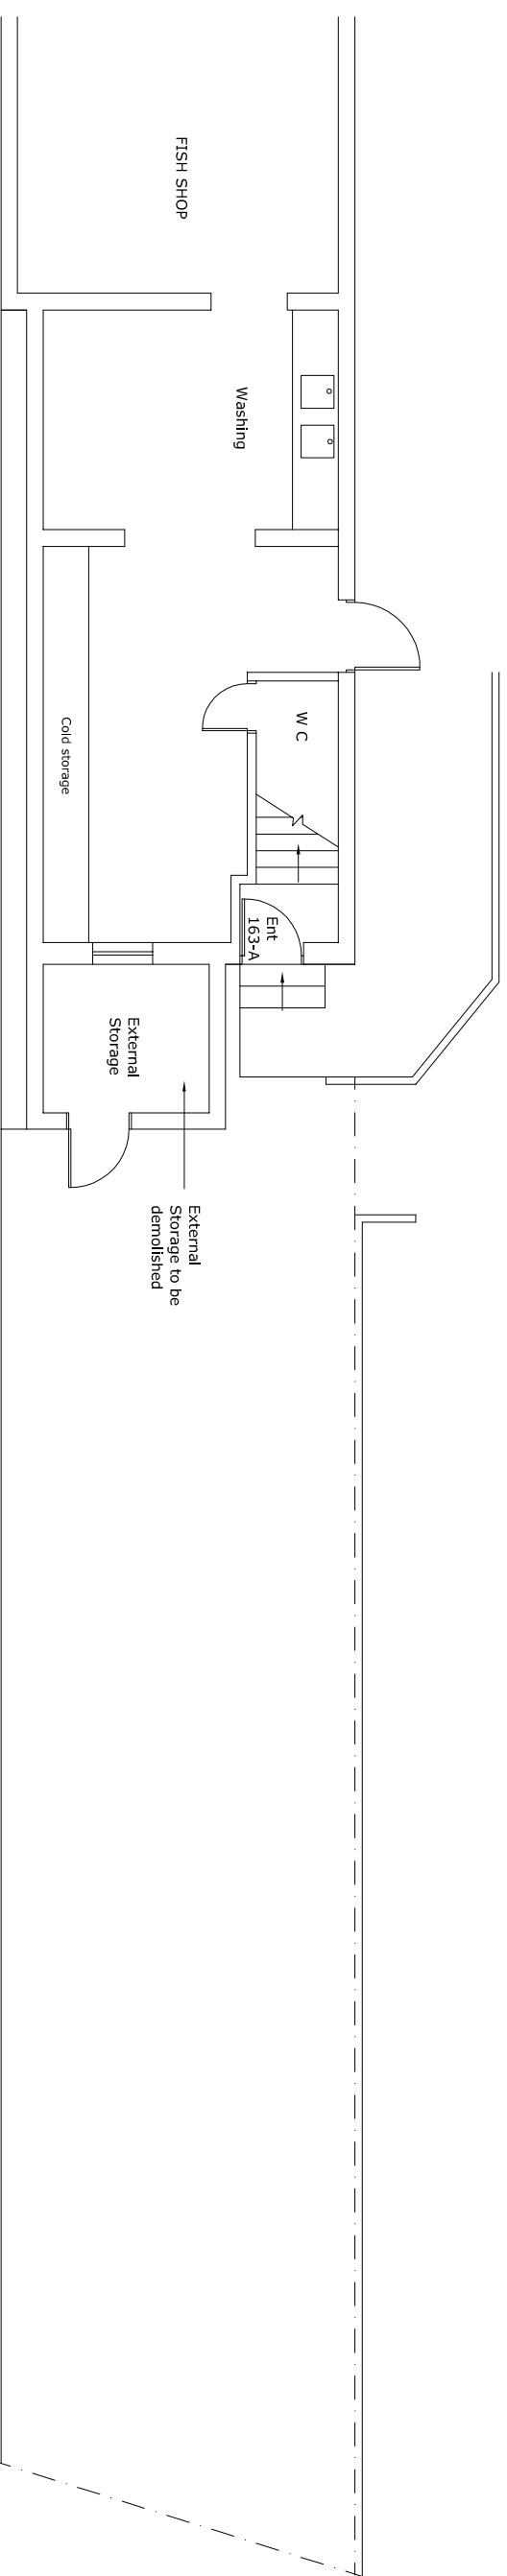 FISH SHOP
Washing
W C
Cold storage
Ent
163-A
External
Storage
External
Storage to be
demolished